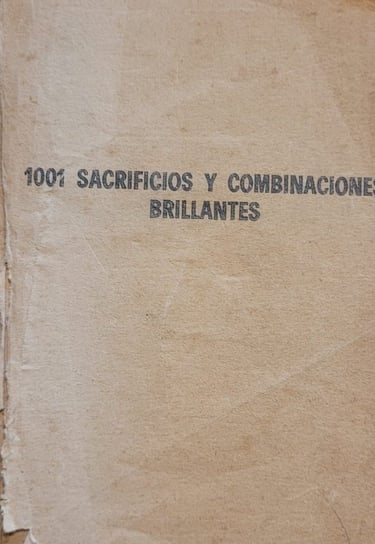 1001 SACRIFICIOS Y COMBINACIONES
BRILLANTES